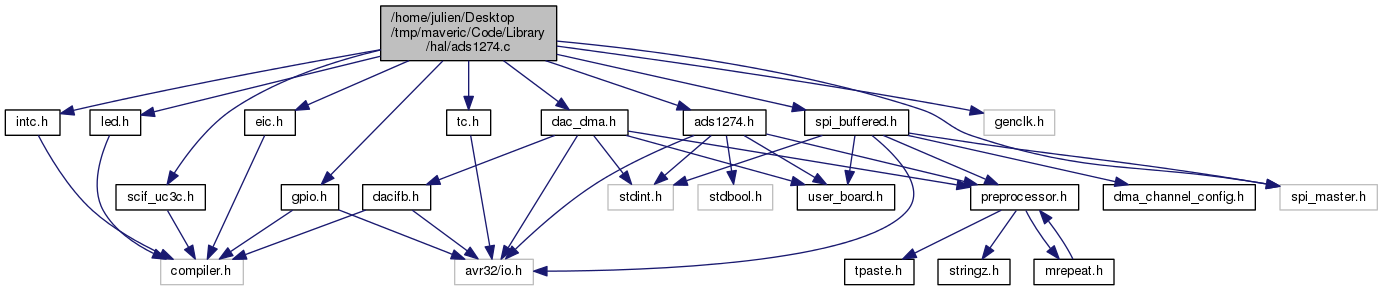 /home/julien/Desktop
/tmp/maveric/Code/Library
/hal/ads1274.c
intc.h
led.h
eic.h
tc.h
dac_dma.h
ads1274.h
spi_buffered.h
genclk.h
scif_uc3c.h
gpio.h
dacifb.h
stdint.h
stdbool.h
user_board.h
preprocessor.h
dma_channel_config.h
spi_master.h
compiler.h
avr32/io.h
tpaste.h
stringz.h
mrepeat.h